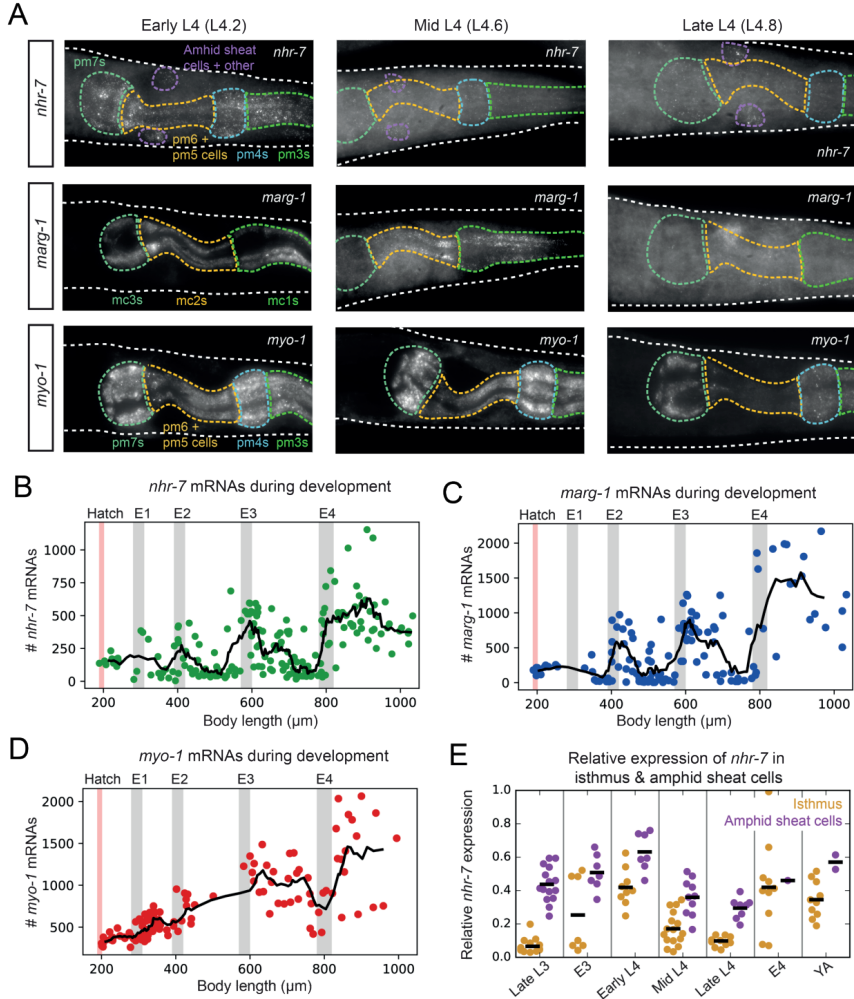 A
Early L4 (L4.2)
Mid L4 (L4.6)
Late L4 (L4.8)
nhr-7
Amhid sheat
cells + other
nhr-7
pm7s
pm6 +
pm5 cells
pm4s
pm3s
nhr-7
nhr-7
marg-1
marg-1
mc3s
mc2s
mc1s
marg-1
marg-1
myo-1
myo-1
pm7s
pm6 +
pm5 cells
pm4s
pm3s
myo-1
myo-1
B
nhr-7 mRNAs during development
Hatch
E1
E2
E3
E4
# nhr-7 mRNAs
1000
750
500
250
0
200
400
600
800
1000
Body length (µm)
C
marg-1 mRNAs during development
Hatch
E1
E2
E3
E4
# marg-1 mRNAs
2000
1500
1000
500
0
200
400
600
800
1000
Body length (µm)
D
myo-1 mRNAs during development
Hatch
E1
E2
E3
E4
# myo-1 mRNAs
2000
1500
1000
500
200
400
600
800
1000
Body length (µm)
E
Relative expression of nhr-7 in
isthmus & amphid sheat cells
Relative nhr-7 expression
1.0
0.8
0.6
0.4
0.2
0.0
Isthmus
Amphid sheat cells
Late L3
E3
Early L4
Mid L4
Late L4
E4
YA